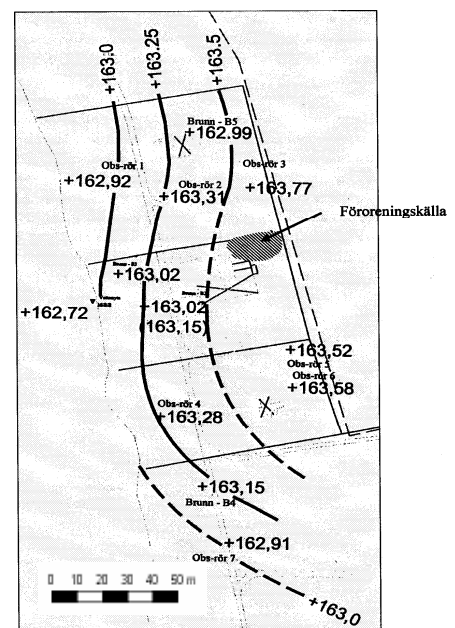 +163.0
+163.25
+163.5
Brunn - B5
+162.99
Obs-rör 1
Obs-rör 3
+162,92
Obs-rör 2
+163,77
+163,31
Föroreningskälla
+163,02
+162,72
+163,02
(163,15)
+163,52
Obs-rör 5
Obs-rör 6
+163,58
Obs-rör 4
+163,28
+163,15
Brunn - B4
+162,91
Obs-rör 7
0 10 20 30 40 50 m
+163,0